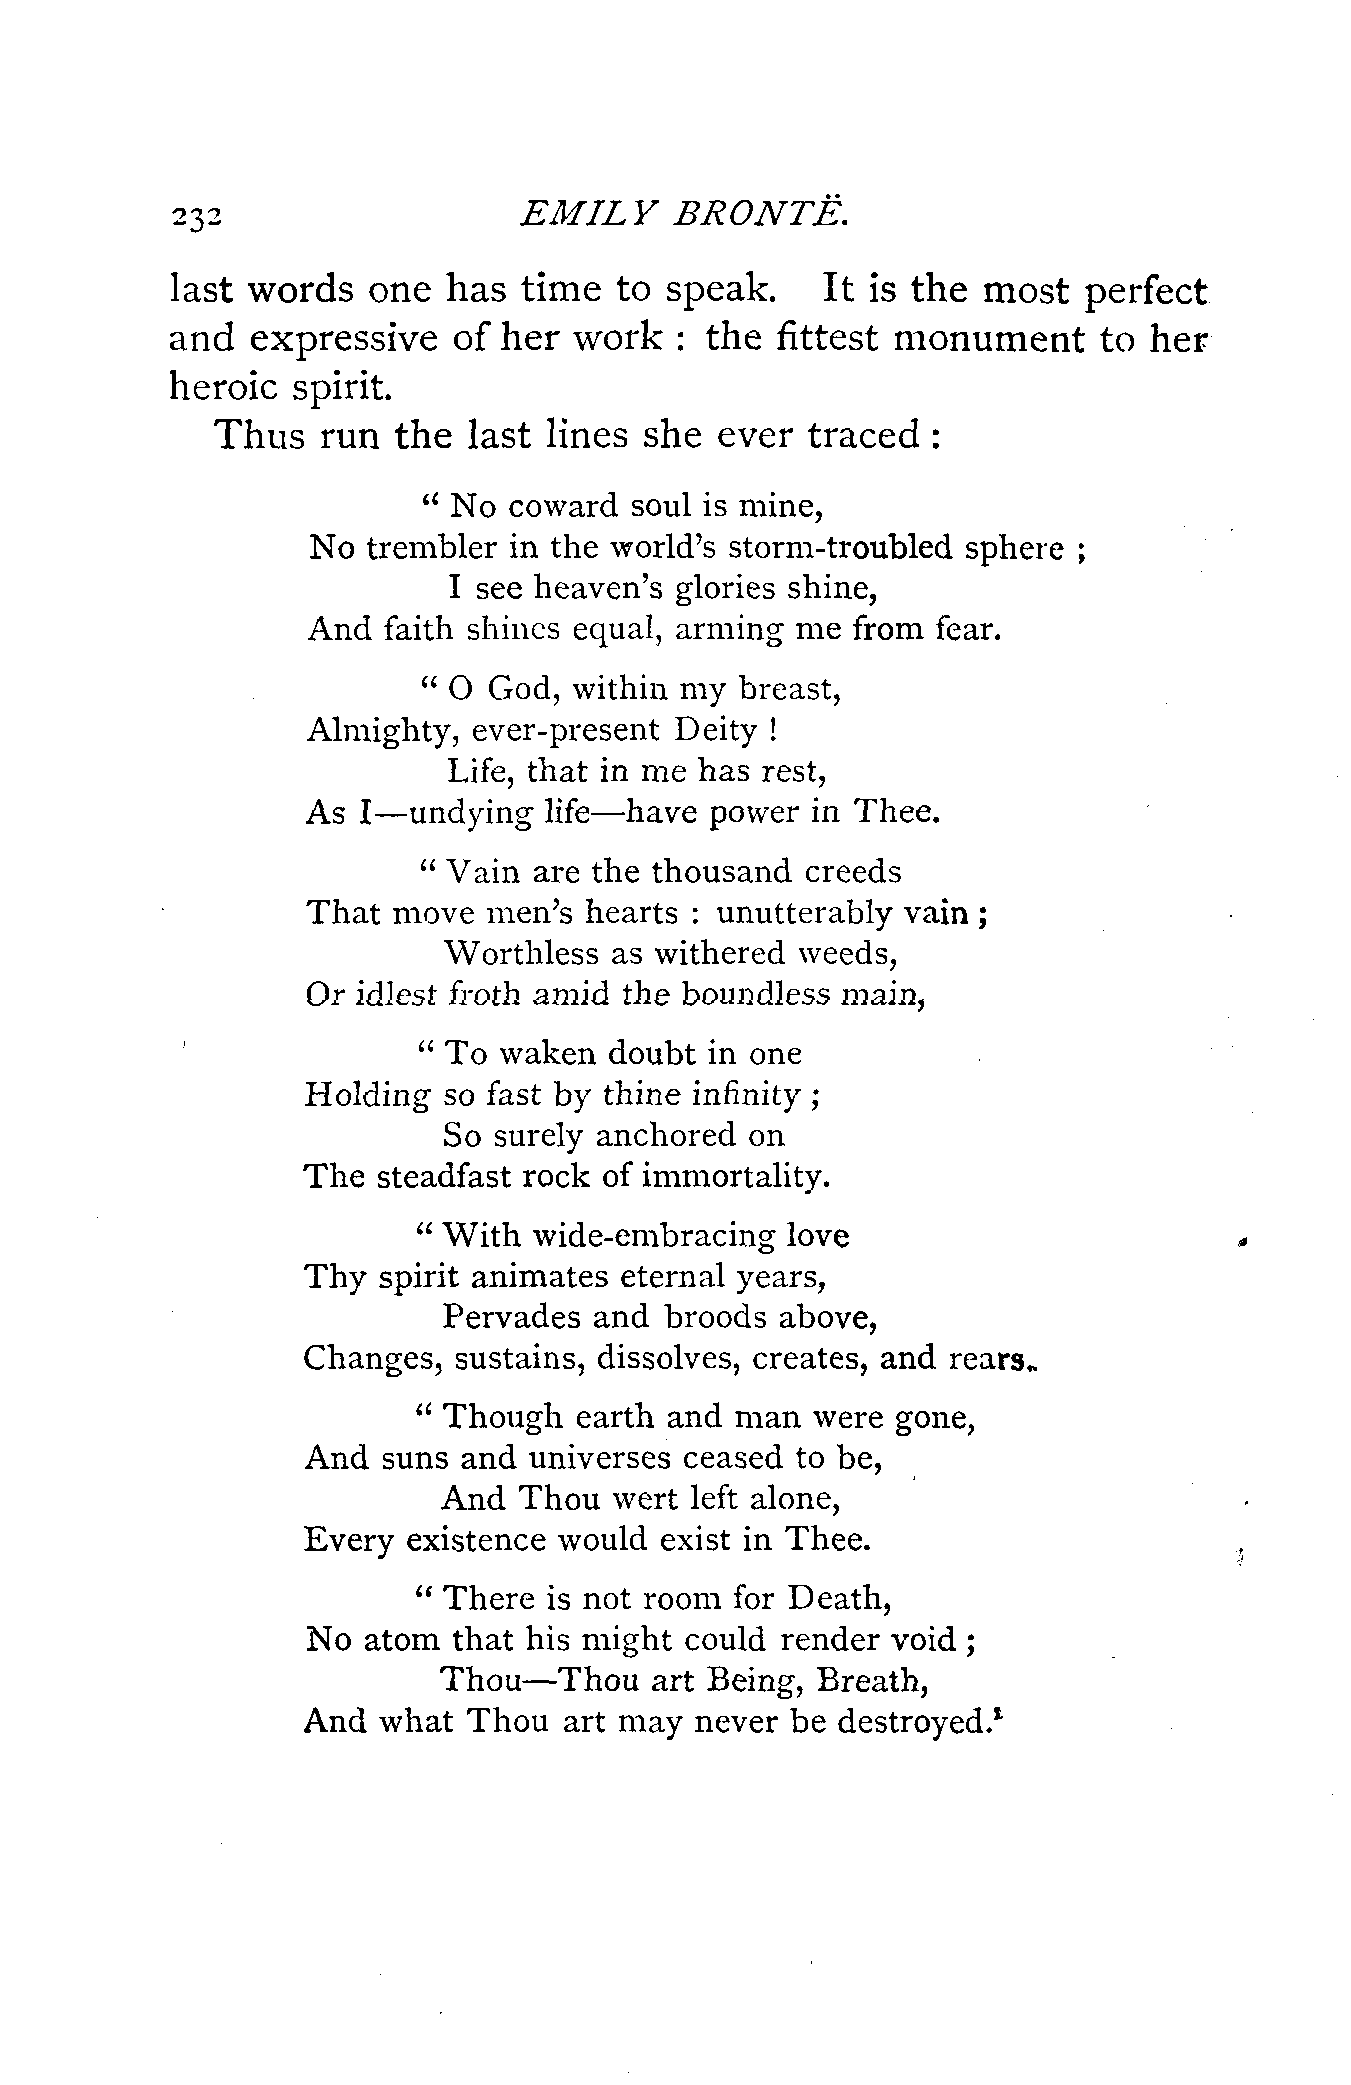 232 EMILY BRONTË.
last words one has time to speak. It is the most perfect
and expressive of her work : the fittest monument to her
heroic spirit.
Thus run the last lines she ever traced :
“ No coward soul is mine,
No trembler in the world's storm-troubled sphere ;
I see heaven's glories shine,
And faith shines equal, arming me from fear.
“ O God, within my breast,
Almighty, ever-present Deity !
Life, that in me has rest,
As I—undying life—have power in Thee.
“ Vain are the thousand creeds
That move men's hearts : unutterably vain ;
Worthless as withered weeds,
Or idlest froth amid the boundless main,
“ To waken doubt in one
Holding so fast by thine infinity ;
So surely anchored on
The steadfast rock of immortality.
“ With wide-embracing love
Thy spirit animates eternal years,
Pervades and broods above,
Changes, sustains, dissolves, creates, and rears.
“ Though earth and man were gone,
And suns and universes ceased to be,
And Thou wert left alone,
Every existence would exist in Thee.
“ There is not room for Death,
No atom that his might could render void ;
Thou—Thou art Being, Breath,
And what Thou art may never be destroyed.¹